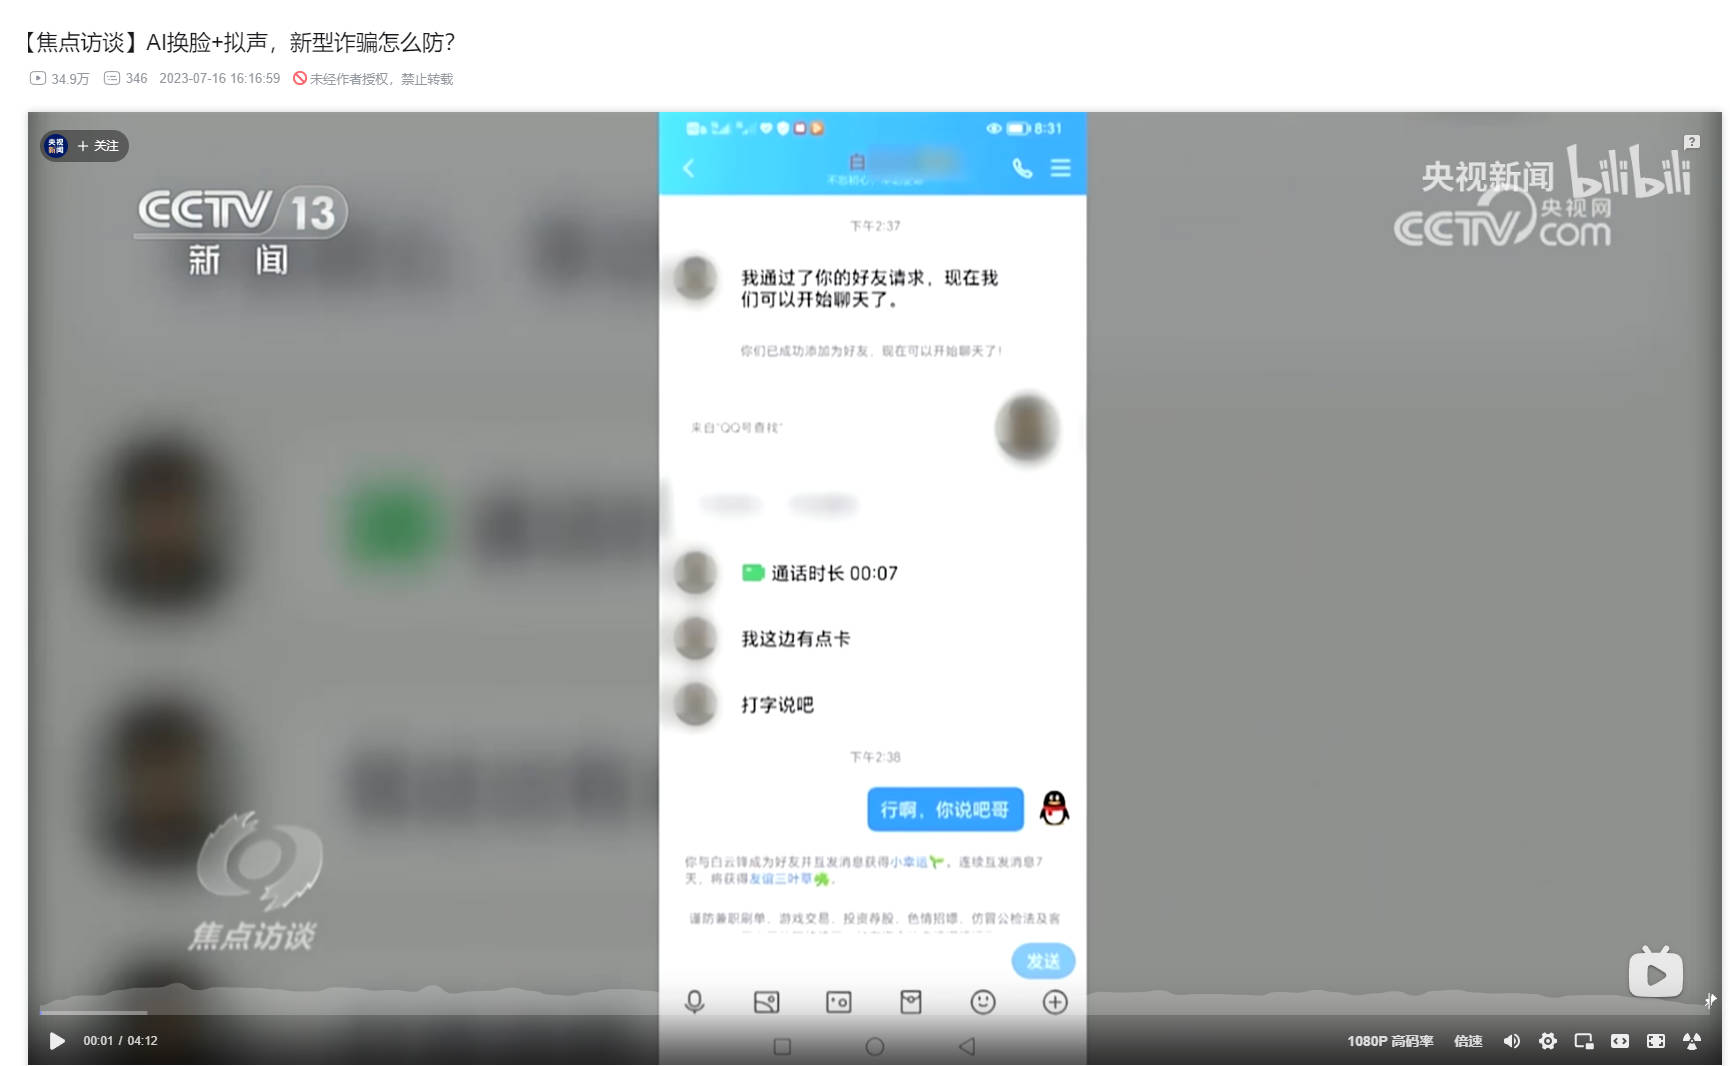 【焦点访谈】AI换脸+拟声，新型诈骗怎么防？
34.9万 346 2023-07-16 16:16:59 未经作者授权，禁止转载
央视新闻
+ 关注
CCTV 13
新 闻
8:31
白
央视新闻 bilibili
央视网
CCTV com
下午2:37
我通过了你的好友请求，现在我
们可以开始聊天了。
你们已成功添加为好友，现在可以开始聊天了！
来自"QQ号查找"
通话时长 00:07
我这边有点卡
打字说吧
下午2:38
行啊，你说吧哥
你与白云锋成为好友并互发消息获得小幸运，连续互发消息7
天，将获得友谊三叶草。
谨防兼职刷单、游戏交易、投资荐股、色情招嫖、仿冒公检法及客
发送
焦点访谈
00:01 / 04:12
1080P 高码率 倍速